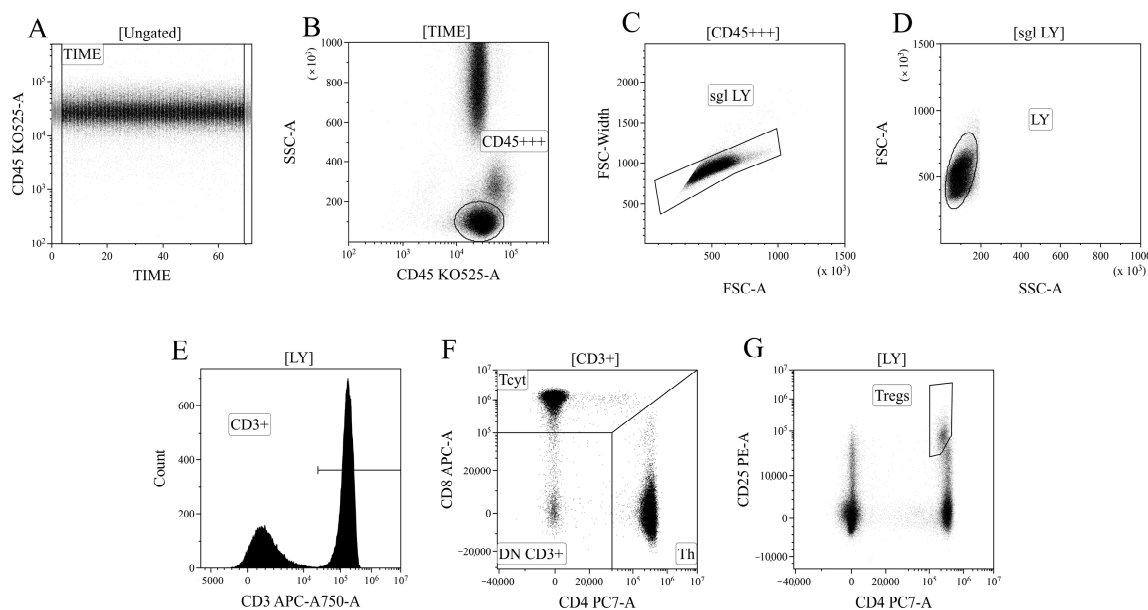 A
[Ungated]
TIME
CD45 KO525-A
10⁵
10⁴
10³
10²
0 20 40 60
TIME
B
[TIME]
(×10³)
SSC-A
1000
800
600
400
200
CD45+++
10² 10³ 10⁴ 10⁵
CD45 KO525-A
C
[CD45+++]
FSC-Width
2000
1500
1000
500
sgl LY
500 1000 1500
(x 10³)
FSC-A
D
[sgl LY]
(×10³)
FSC-A
1500
1000
500
0
LY
200 400 600 800 1000
(x 10³)
SSC-A
E
[LY]
Count
600
400
200
0
CD3+
5000 0 10⁵ 10⁶ 10⁷
CD3 APC-A750-A
F
[CD3+]
CD8 APC-A
10⁷
10⁶
10⁵
20000
0
−20000
Tcyt
DN CD3+
Th
-40000 0 20000 10⁵ 10⁶ 10⁷
CD4 PC7-A
G
[LY]
CD25 PE-A
10⁷
10⁶
10⁵
10000
0
−10000
Tregs
-40000 0 20000 10⁵ 10⁶ 10⁷
CD4 PC7-A